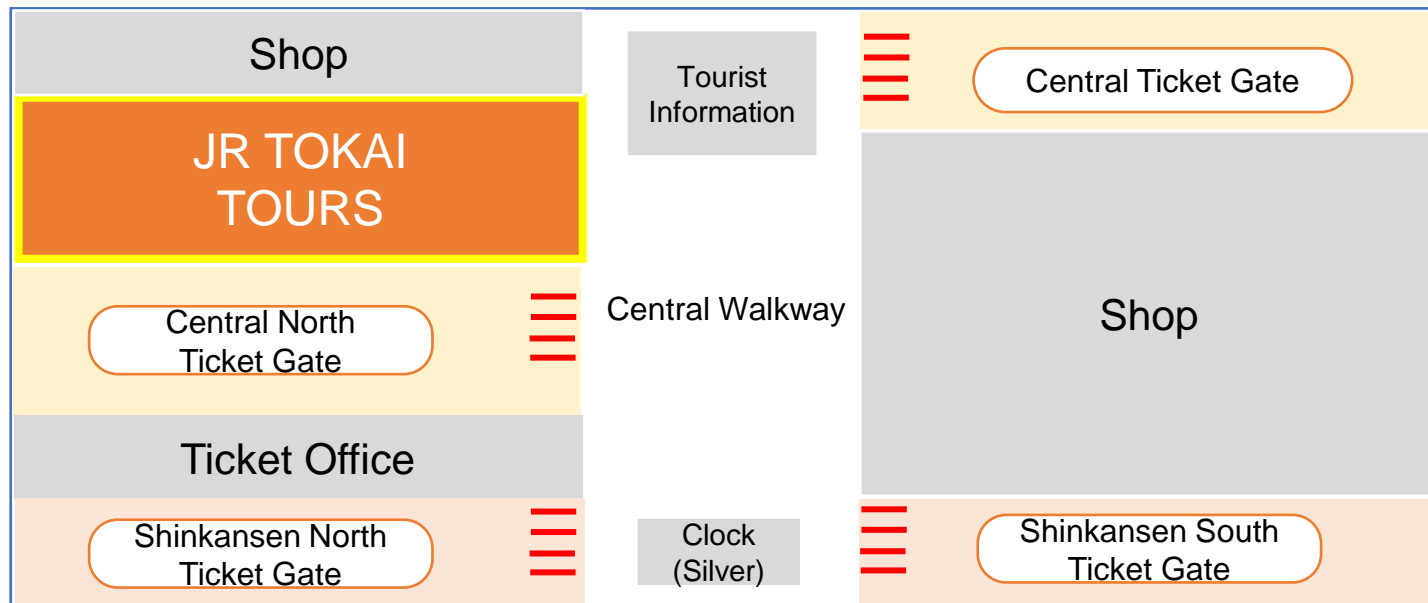 Shop
Tourist
Information
Central Ticket Gate
JR TOKAI
TOURS
Central North
Ticket Gate
Central Walkway
Shop
Ticket Office
Shinkansen North
Ticket Gate
Clock
(Silver)
Shinkansen South
Ticket Gate